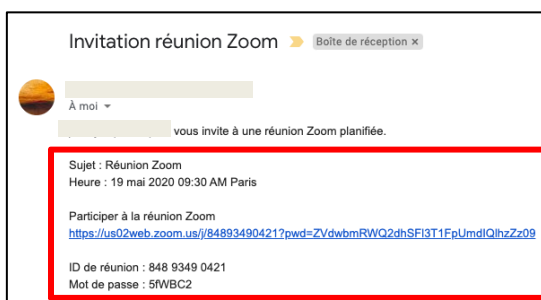 Invitation réunion Zoom
Boîte de réception ×
À moi
vous invite à une réunion Zoom planifiée.
Sujet : Réunion Zoom
Heure : 19 mai 2020 09:30 AM Paris
Participer à la réunion Zoom
https://us02web.zoom.us/j/84893490421?pwd=ZVdwbmRWQ2dhSFl3T1FpUmdIQlhzZz09
ID de réunion : 848 9349 0421
Mot de passe : 5fWBC2